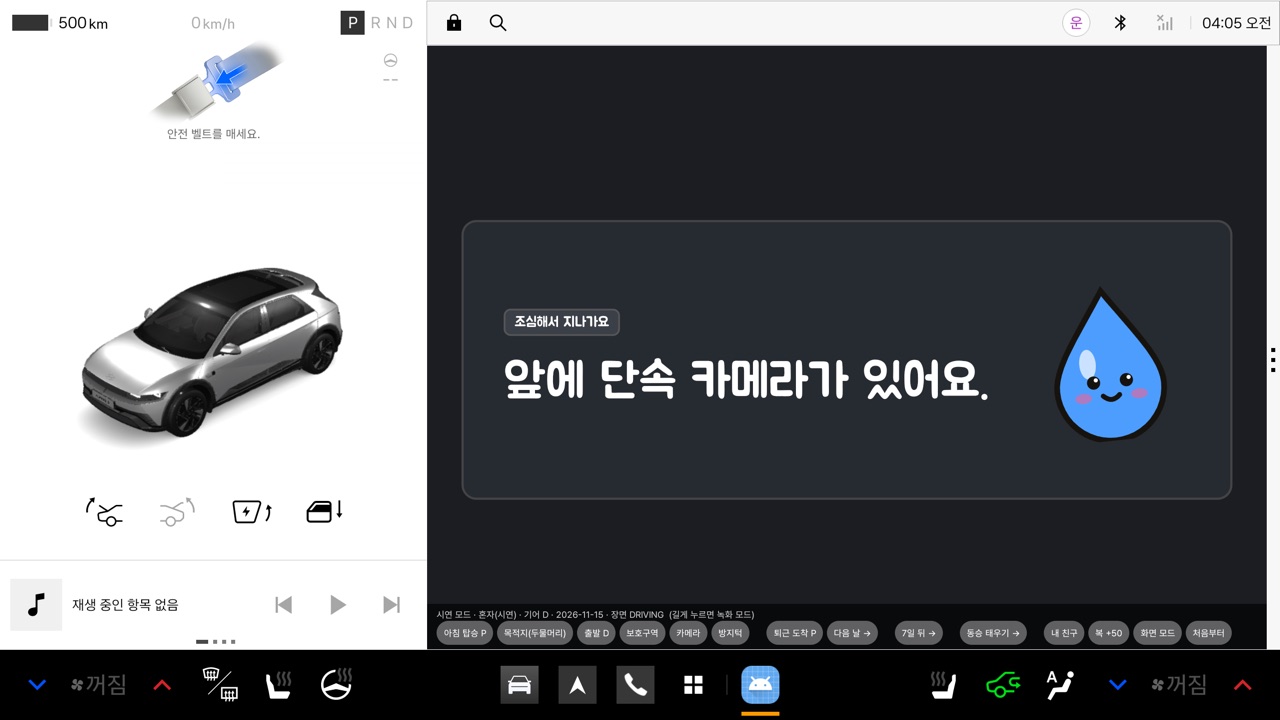 500 km
0 km/h
P R N D
운
04:05 오전
--
안전 벨트를 매세요.
조심해서 지나가요
앞에 단속 카메라가 있어요.
재생 중인 항목 없음
시연 모드 · 혼자(시연) · 기어 D · 2026-11-15 · 장면 DRIVING (길게 누르면 녹화 모드)
아침 탑승 P 목적지(두물머리) 출발 D 보호구역 카메라 방지턱 퇴근 도착 P 다음 날 → 7일 뒤 → 동승 태우기 → 내 친구 복 +50 화면 모드 처음부터
꺼짐
A
꺼짐